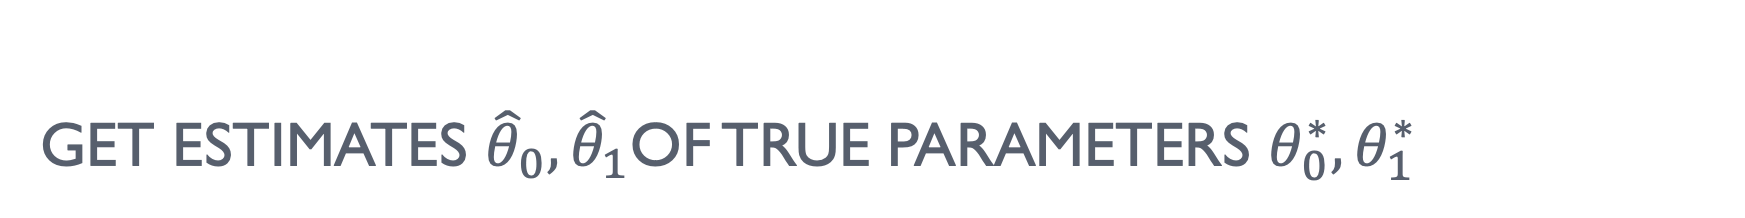 GET ESTIMATES θ̂₀, θ̂₁ OF TRUE PARAMETERS θ₀*, θ₁*